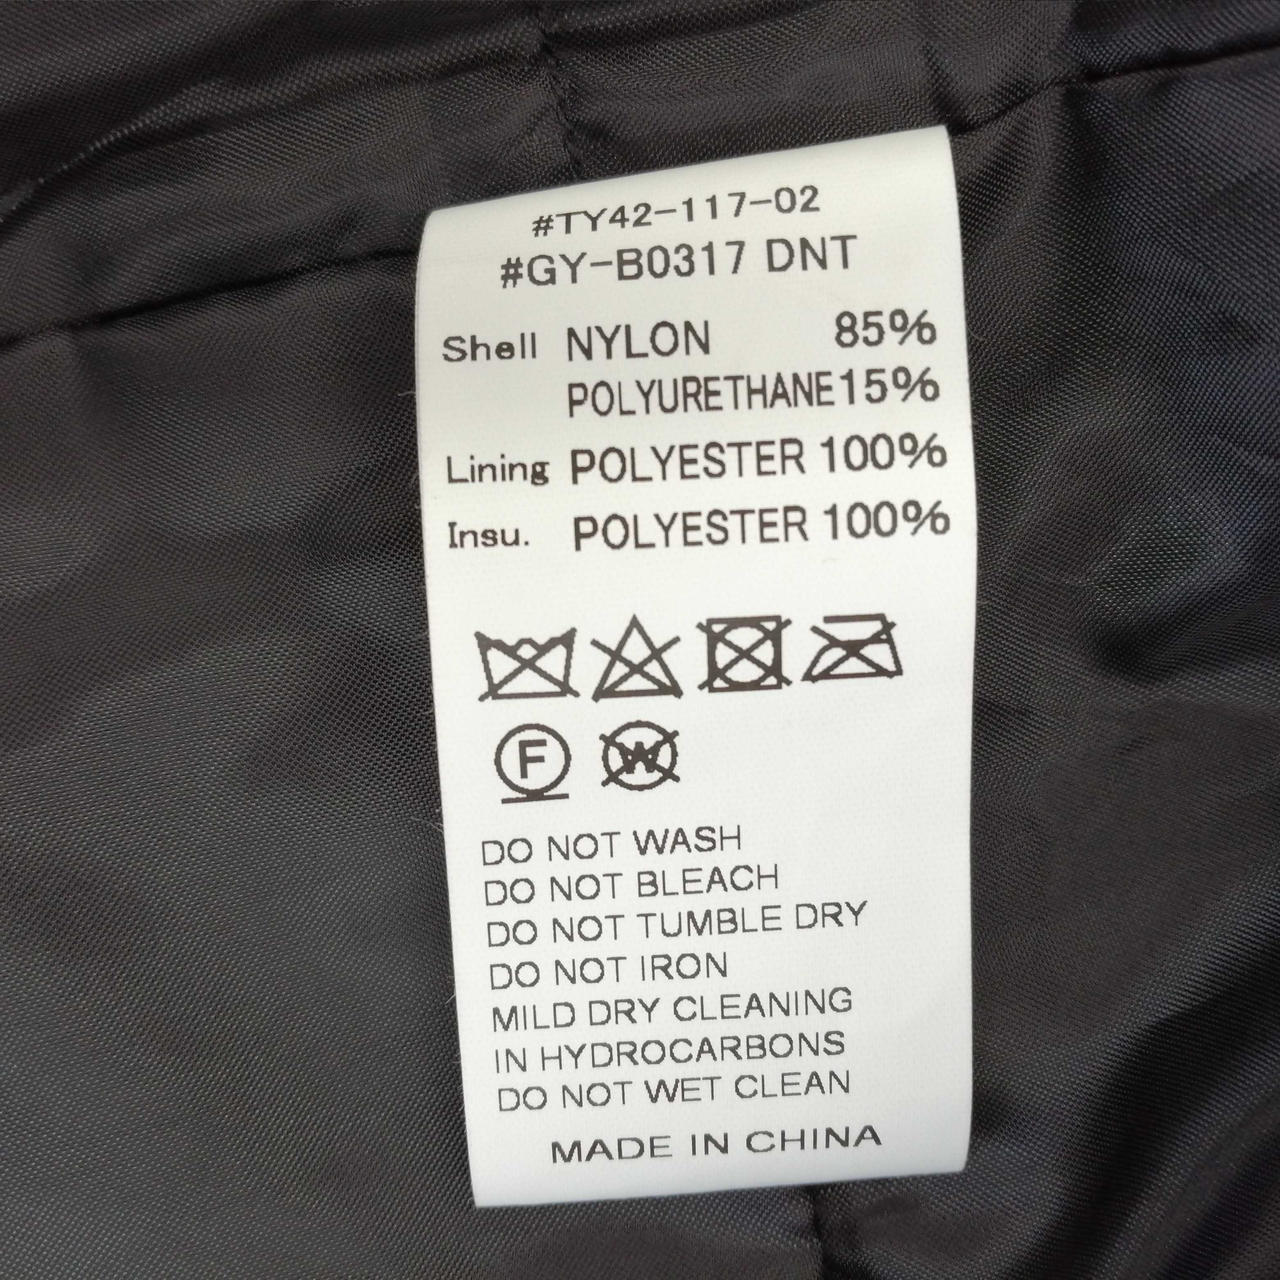 #TY42-117-02
#GY-B0317 DNT
Shell NYLON 85%
POLYURETHANE 15%
Lining POLYESTER 100%
Insu. POLYESTER 100%
F W
DO NOT WASH
DO NOT BLEACH
DO NOT TUMBLE DRY
DO NOT IRON
MILD DRY CLEANING
IN HYDROCARBONS
DO NOT WET CLEAN
MADE IN CHINA